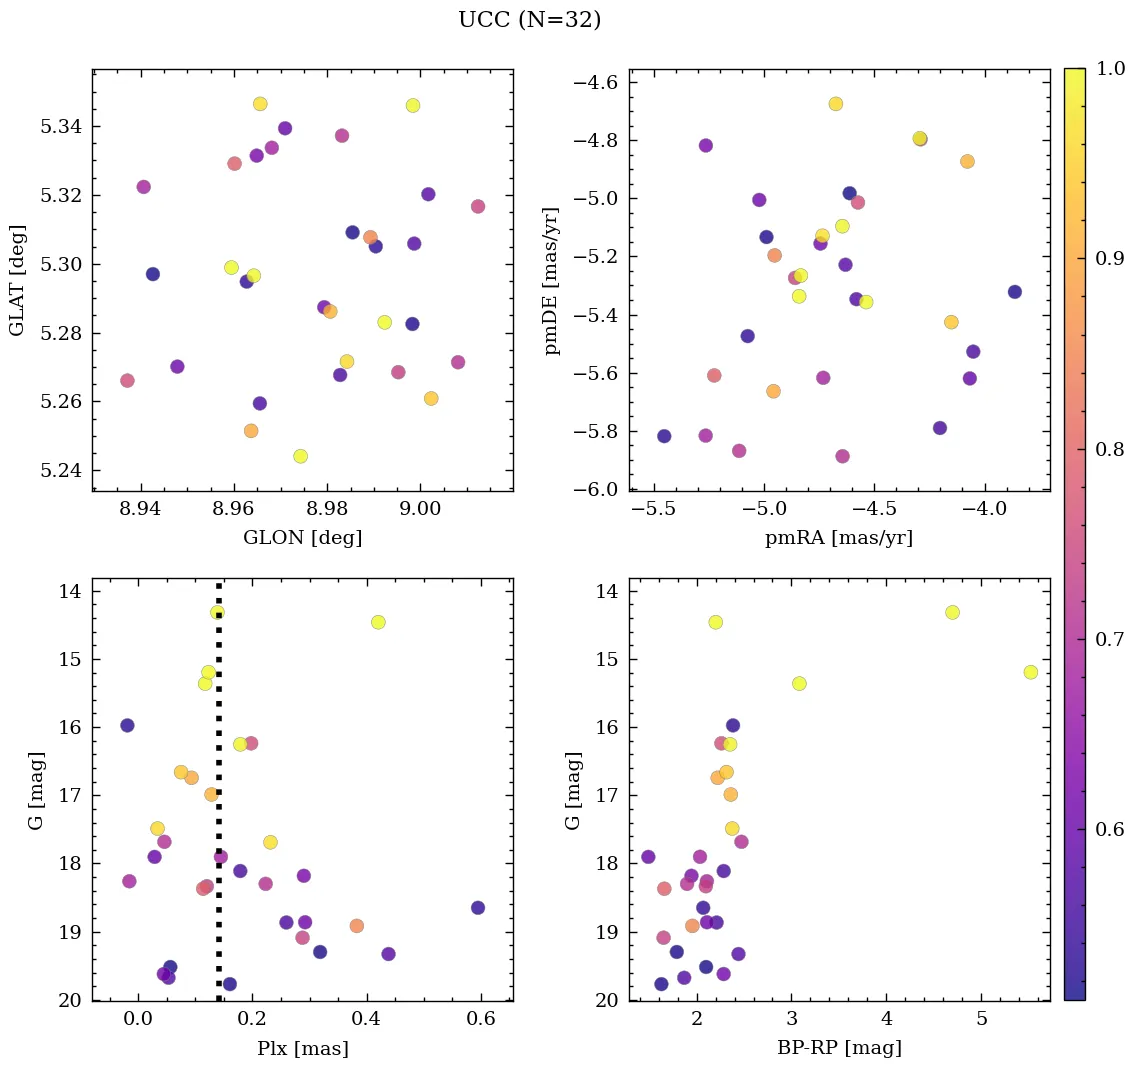 UCC (N=32)
5.34
5.32
5.30
5.28
5.26
5.24
GLAT [deg]
8.94 8.96 8.98 9.00
GLON [deg]
−4.6
−4.8
−5.0
−5.2
−5.4
−5.6
−5.8
−6.0
pmDE [mas/yr]
−5.5 −5.0 −4.5 −4.0
pmRA [mas/yr]
1.0
0.9
0.8
0.7
0.6
14
15
16
17
18
19
20
G [mag]
0.0 0.2 0.4 0.6
Plx [mas]
14
15
16
17
18
19
20
G [mag]
2 3 4 5
BP-RP [mag]